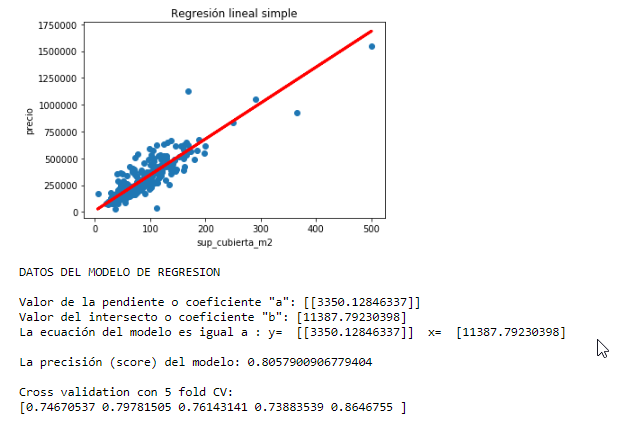 Regresión lineal simple
1750000
1500000
1250000
1000000
750000
500000
250000
0
precio
0 100 200 300 400 500
sup_cubierta_m2
DATOS DEL MODELO DE REGRESION
Valor de la pendiente o coeficiente "a": [[3350.12846337]]
Valor del intersecto o coeficiente "b": [11387.79230398]
La ecuación del modelo es igual a : y=  [[3350.12846337]]  x=  [11387.79230398]
La precisión (score) del modelo: 0.8057900906779404
Cross validation con 5 fold CV:
[0.74670537 0.79781505 0.76143141 0.73883539 0.8646755 ]